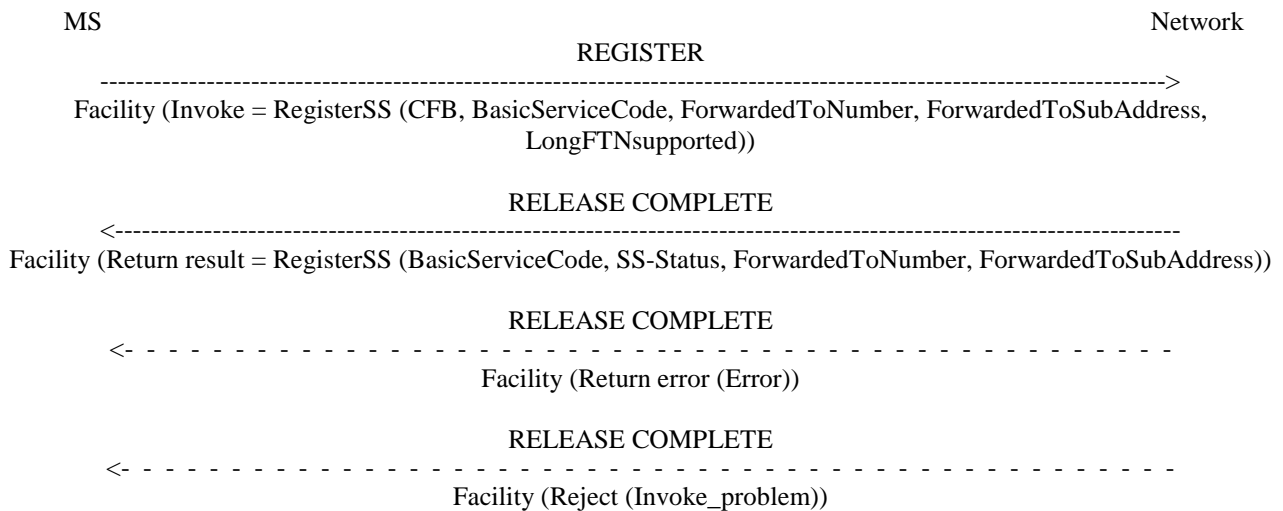 MS Network
REGISTER
------------------------------------------------------------------------------------------------------------------------>
Facility (Invoke = RegisterSS (CFB, BasicServiceCode, ForwardedToNumber, ForwardedToSubAddress,
LongFTNsupported))
RELEASE COMPLETE
<------------------------------------------------------------------------------------------------------------------------
Facility (Return result = RegisterSS (BasicServiceCode, SS-Status, ForwardedToNumber, ForwardedToSubAddress))
RELEASE COMPLETE
<- - - - - - - - - - - - - - - - - - - - - - - - - - - - - - - - - - - - - - - - - - - - - - - -
Facility (Return error (Error))
RELEASE COMPLETE
<- - - - - - - - - - - - - - - - - - - - - - - - - - - - - - - - - - - - - - - - - - - - - - - -
Facility (Reject (Invoke_problem))